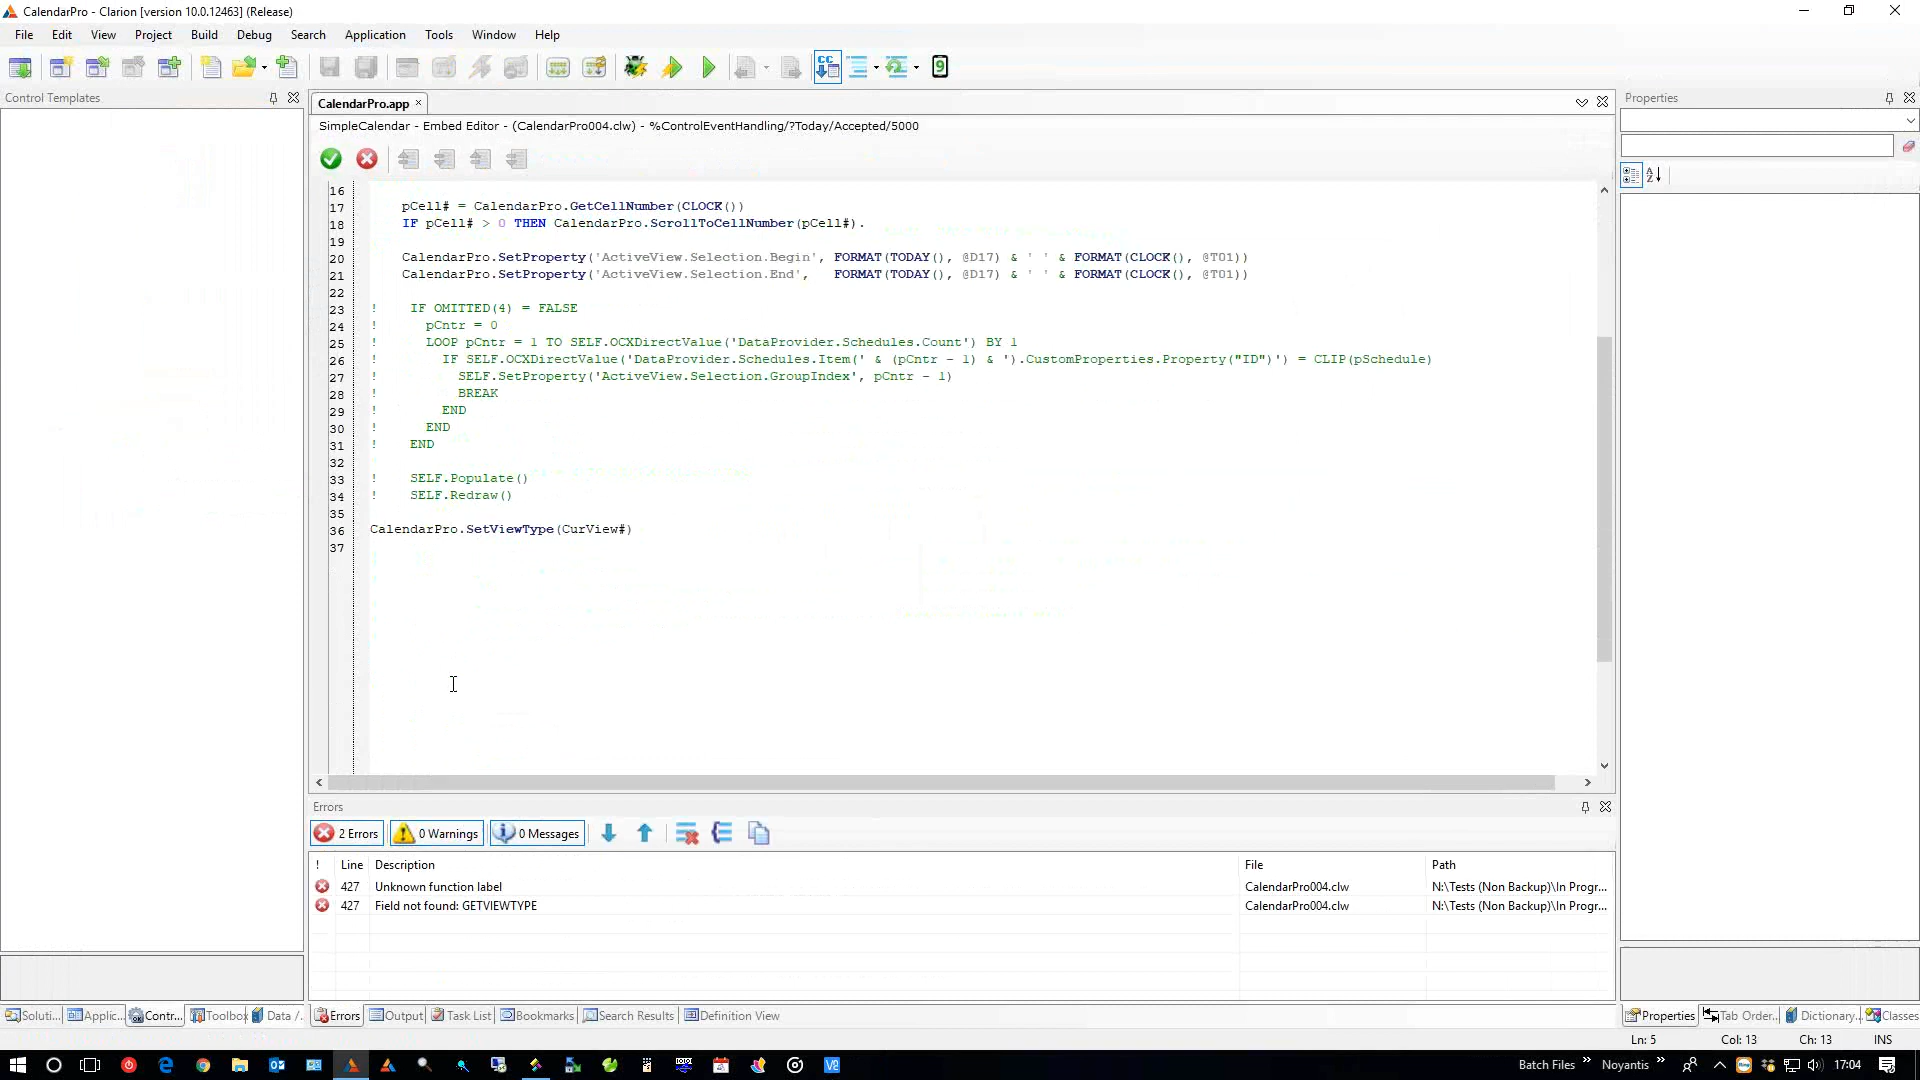 CalendarPro - Clarion [version 10.0.12463] (Release)
File Edit View Project Build Debug Search Application Tools Window Help
Control Templates
CalendarPro.app
Properties
SimpleCalendar - Embed Editor - (CalendarPro004.clw) - %ControlEventHandling/?Today/Accepted/5000
16
17 pCell# = CalendarPro.GetCellNumber(CLOCK())
18 IF pCell# > 0 THEN CalendarPro.ScrollToCellNumber(pCell#).
19
20 CalendarPro.SetProperty('ActiveView.Selection.Begin', FORMAT(TODAY(), @D17) & ' ' & FORMAT(CLOCK(), @T01))
21 CalendarPro.SetProperty('ActiveView.Selection.End', FORMAT(TODAY(), @D17) & ' ' & FORMAT(CLOCK(), @T01))
22
23 ! IF OMITTED(4) = FALSE
24 ! pCntr = 0
25 ! LOOP pCntr = 1 TO SELF.OCXDirectValue('DataProvider.Schedules.Count') BY 1
26 ! IF SELF.OCXDirectValue('DataProvider.Schedules.Item(' & (pCntr - 1) & ').CustomProperties.Property("ID")') = CLIP(pSchedule)
27 ! SELF.SetProperty('ActiveView.Selection.GroupIndex', pCntr - 1)
28 ! BREAK
29 ! END
30 ! END
31 ! END
32
33 ! SELF.Populate()
34 ! SELF.Redraw()
35
36 CalendarPro.SetViewType(CurView#)
37
Errors
2 Errors 0 Warnings 0 Messages
! Line Description File Path
427 Unknown function label CalendarPro004.clw N:\Tests (Non Backup)\In Progr...
427 Field not found: GETVIEWTYPE CalendarPro004.clw N:\Tests (Non Backup)\In Progr...
Soluti... Applic... Contr... Toolbox Data /... Errors Output Task List Bookmarks Search Results Definition View Properties Tab Order... Dictionary... Classes
Ln: 5 Col: 13 Ch: 13 INS
Batch Files Noyantis 17:04